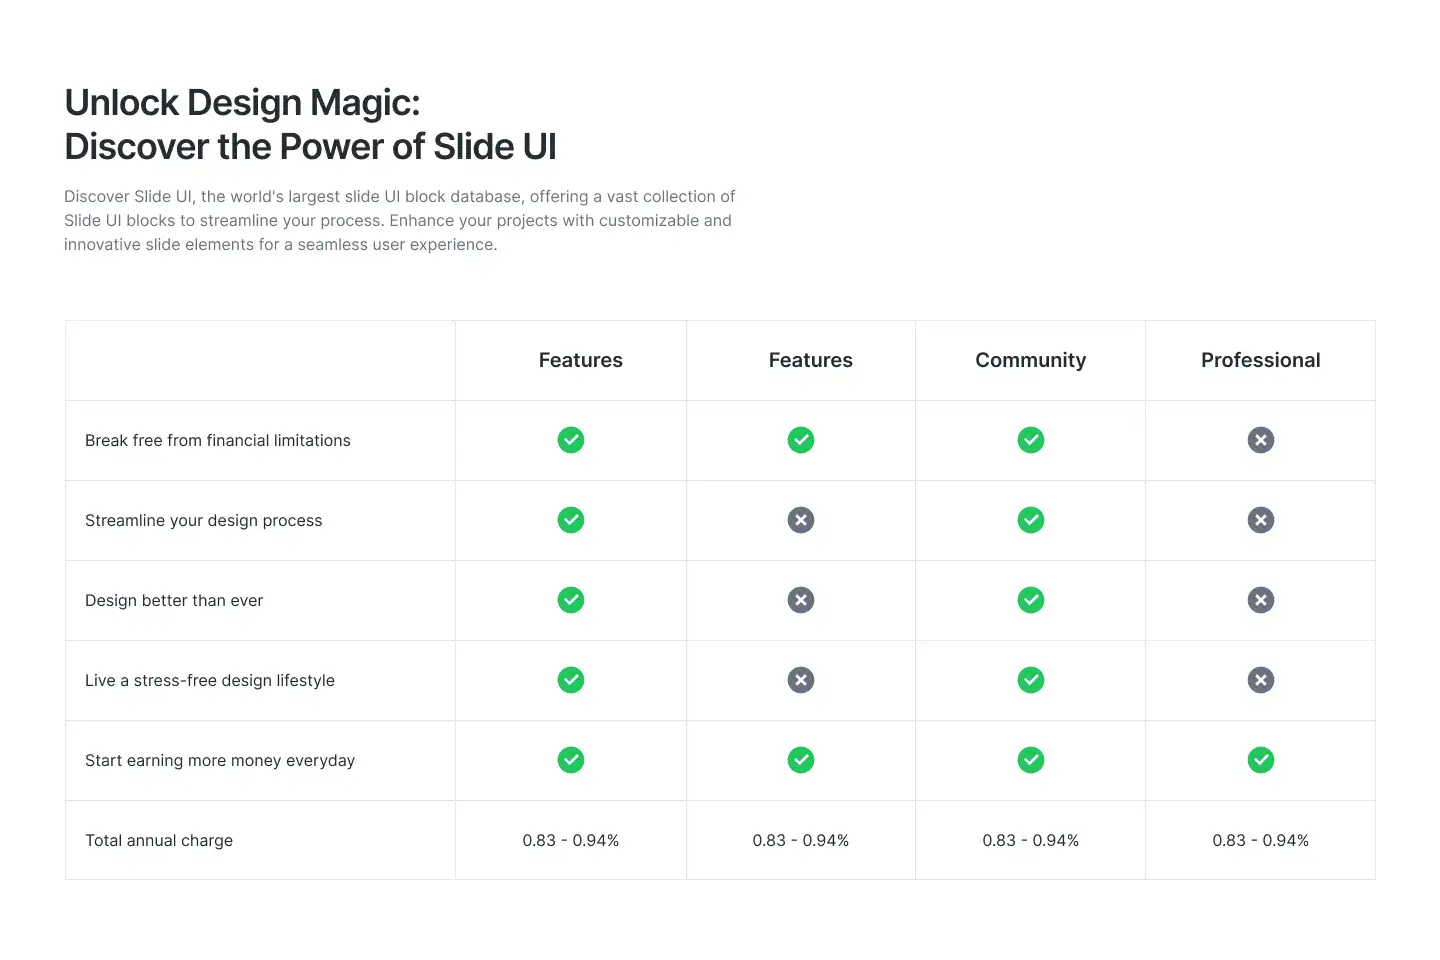 Unlock Design Magic:
Discover the Power of Slide UI
Discover Slide UI, the world's largest slide UI block database, offering a vast collection of
Slide UI blocks to streamline your process. Enhance your projects with customizable and
innovative slide elements for a seamless user experience.
Features Features Community Professional
Break free from financial limitations
Streamline your design process
Design better than ever
Live a stress-free design lifestyle
Start earning more money everyday
Total annual charge 0.83 - 0.94% 0.83 - 0.94% 0.83 - 0.94% 0.83 - 0.94%